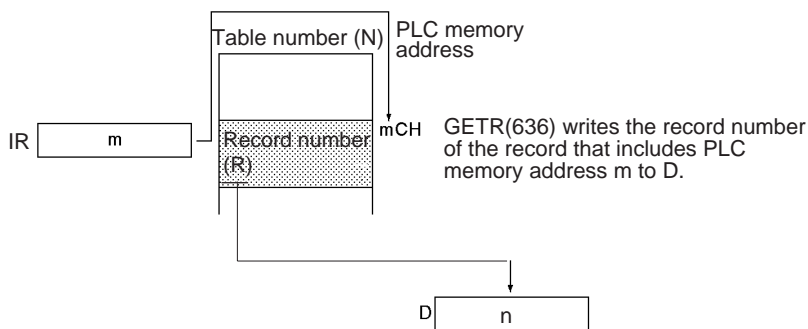 Table number (N)
PLC memory
address
IR
m
Record number
(R)
mCH
GETR(636) writes the record number
of the record that includes PLC
memory address m to D.
D
n